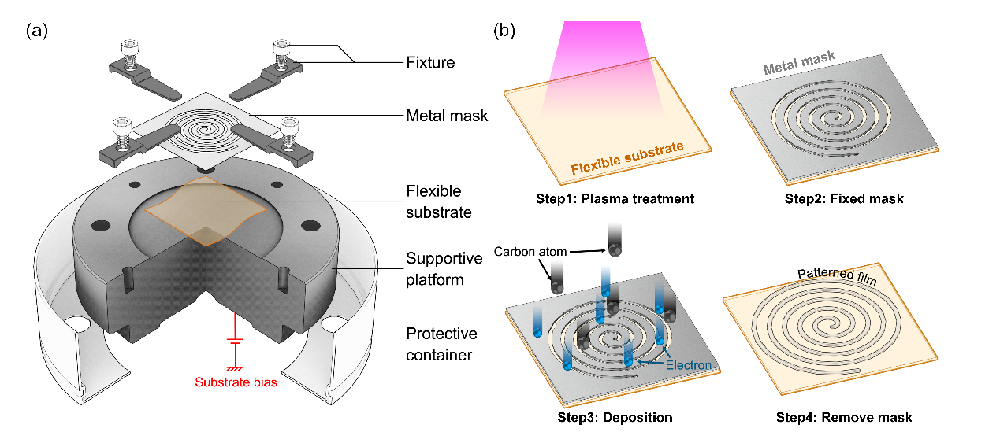 (a)
Fixture
Metal mask
Flexible
substrate
Supportive
platform
Protective
container
Substrate bias
(b)
Flexible substrate
Step1: Plasma treatment
Metal mask
Step2: Fixed mask
Carbon atom
Electron
Step3: Deposition
Patterned film
Step4: Remove mask